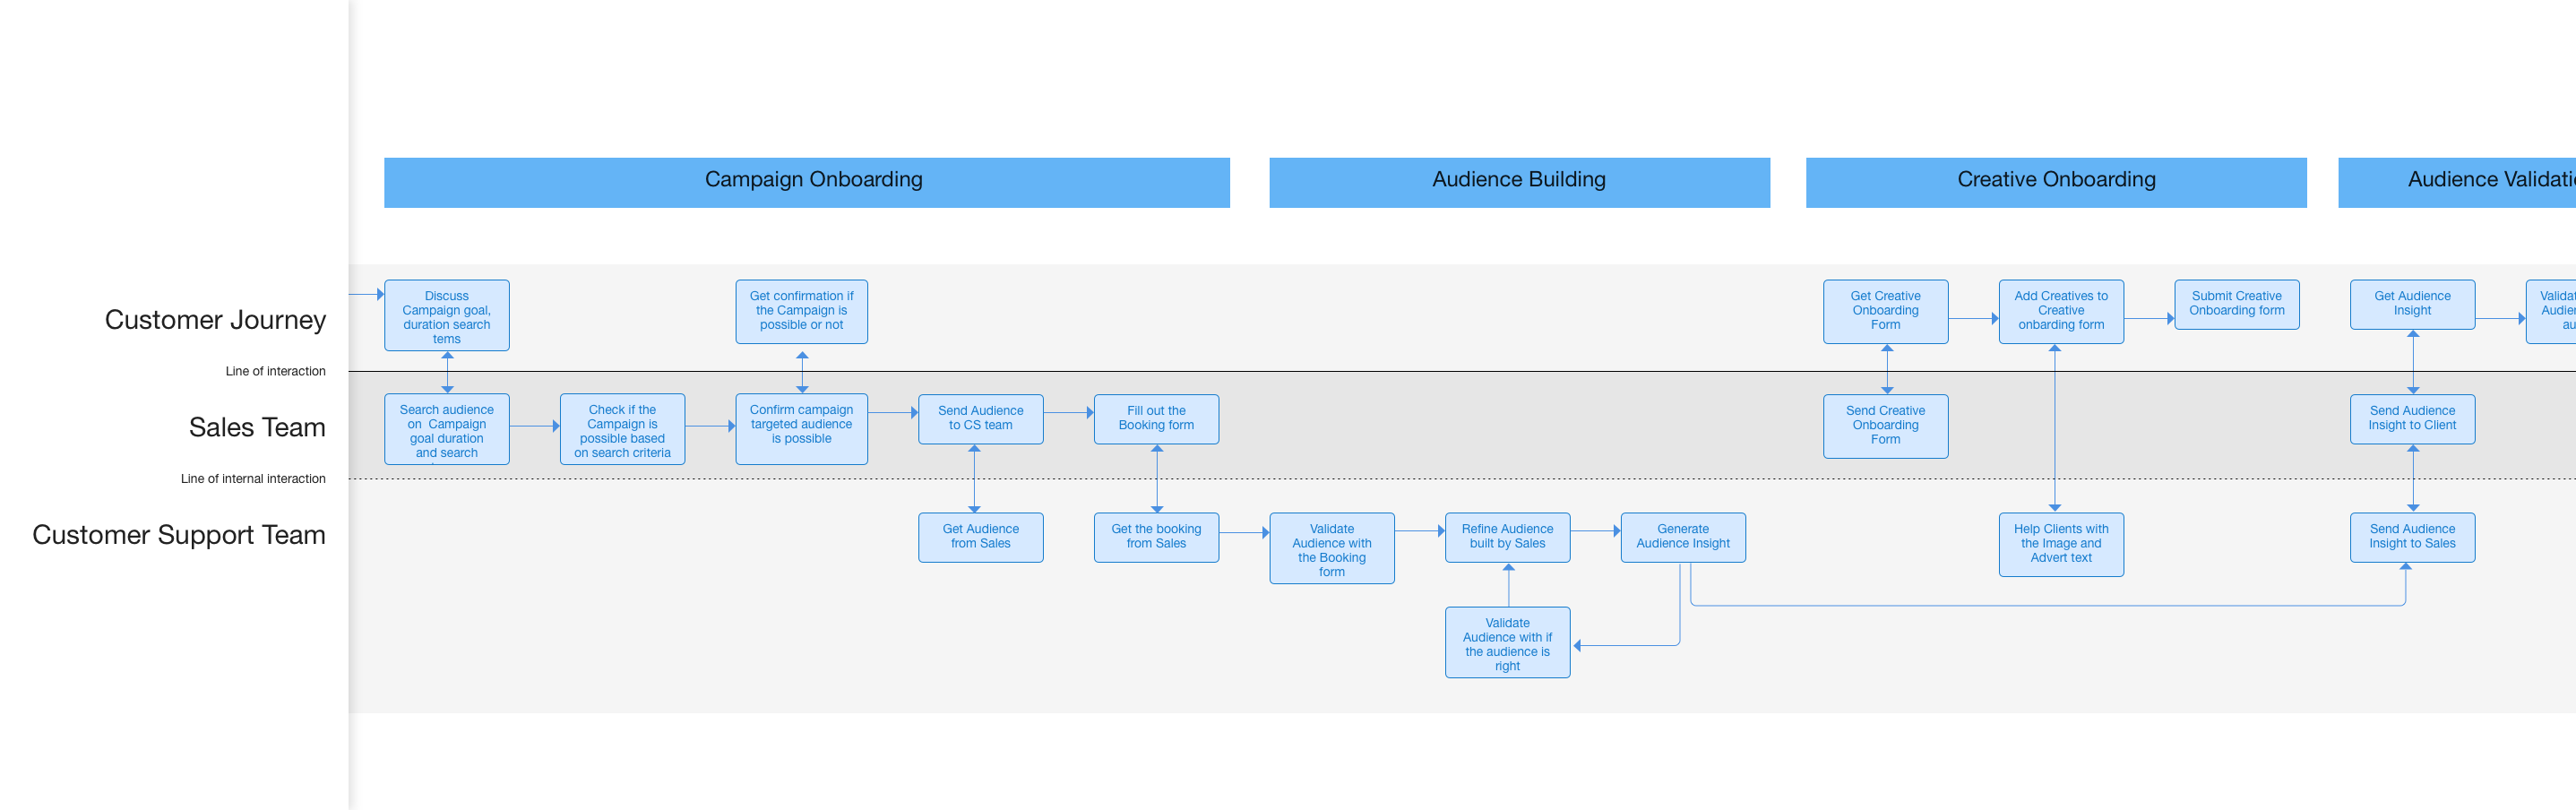 Campaign Onboarding
Audience Building
Creative Onboarding
Audience
Customer Journey
Discuss
Campaign goal,
duration search
tems
Get confirmation if
the Campaign is
possible or not
Get Creative
Onboarding
Form
Add Creatives to
Creative
onbarding form
Submit Creative
Onboarding form
Get Audience
Insight
Line of interaction
Sales Team
Search audience
on Campaign
goal duration
and search
Check if the
Campaign is
possible based
on search criteria
Confirm campaign
targeted audience
is possible
Send Audience
to CS team
Fill out the
Booking form
Send Creative
Onboarding
Form
Send Audience
Insight to Client
Line of internal interaction
Customer Support Team
Get Audience
from Sales
Get the booking
from Sales
Validate
Audience with
the Booking
form
Refine Audience
built by Sales
Generate
Audience Insight
Help Clients with
the Image and
Advert text
Send Audience
Insight to Sales
Validate
Audience with if
the audience is
right